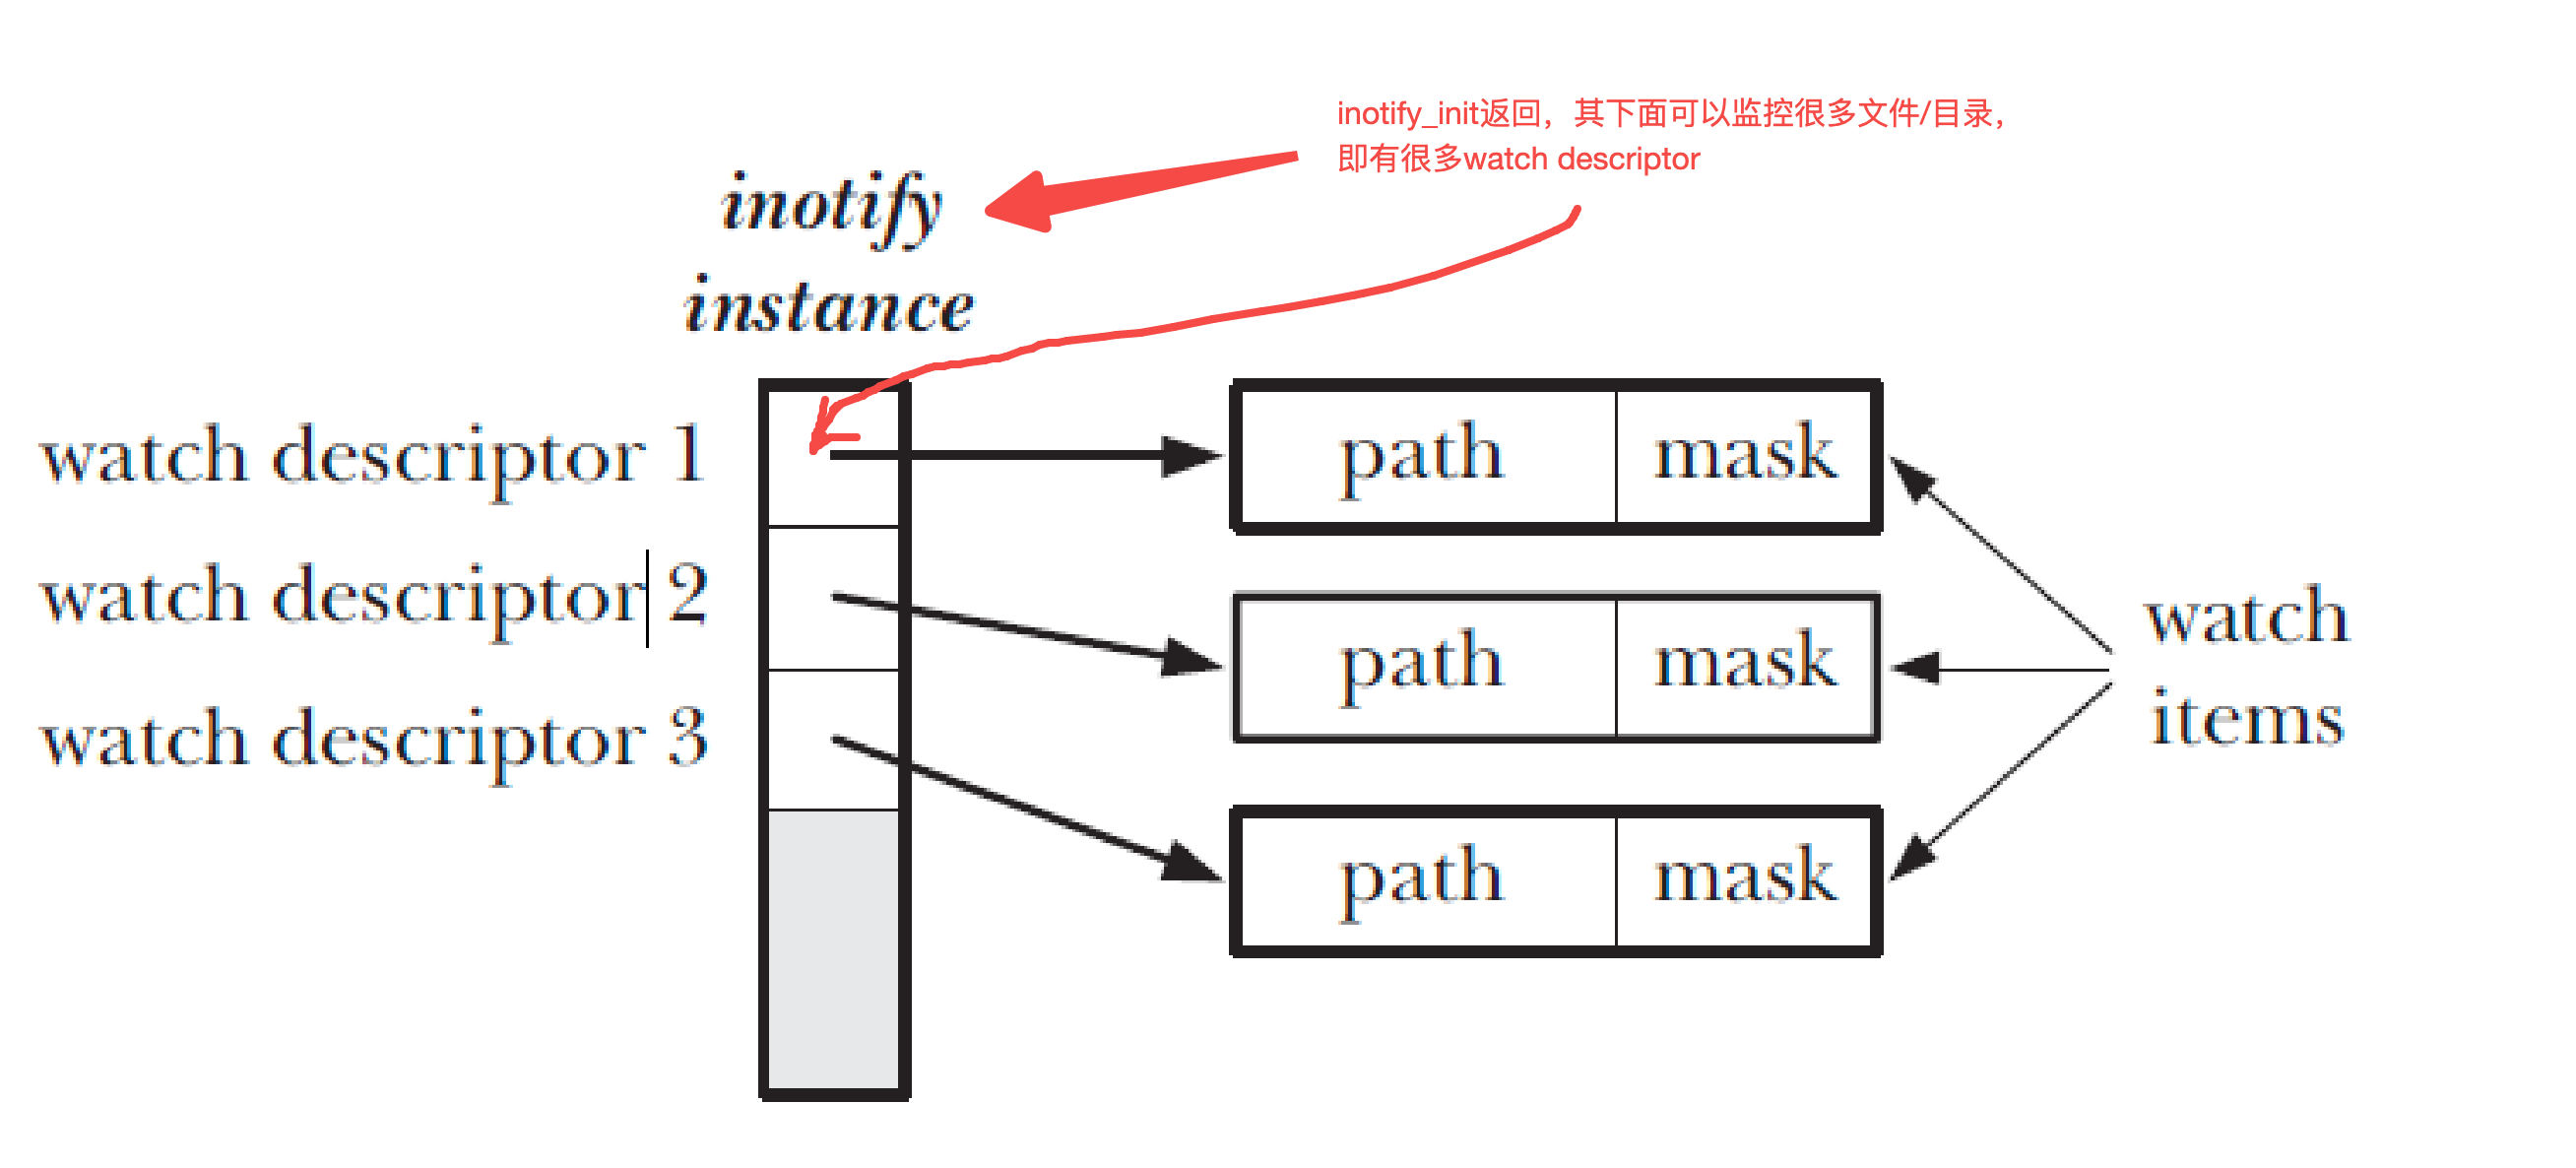 inotify_init返回，其下面可以监控很多文件/目录，
即有很多watch descriptor
inotify
instance
watch descriptor 1
path mask
watch descriptor 2
path mask
watch
items
watch descriptor 3
path mask